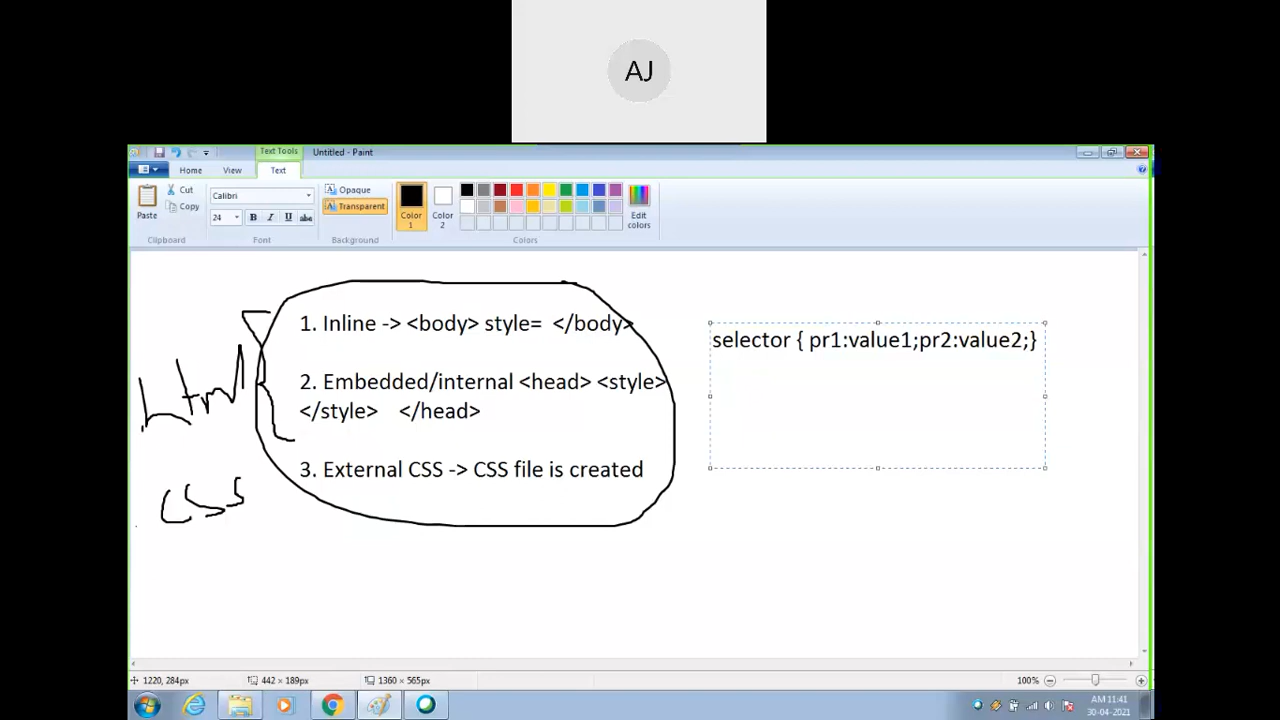 AJ
Text Tools
Untitled - Paint
Home View Text
Paste
Cut
Copy
Clipboard
Calibri
24
B I U abc
Font
Opaque
Transparent
Background
Color 1
Color 2
Edit colors
Colors
1. Inline -> <body> style=  </body>
2. Embedded/internal <head> <style>
</style>    </head>
3. External CSS -> CSS file is created
selector { pr1:value1;pr2:value2;}
html
css
1220, 284px
442 × 189px
1360 × 565px
100%
AM 11:41
30-04-2021